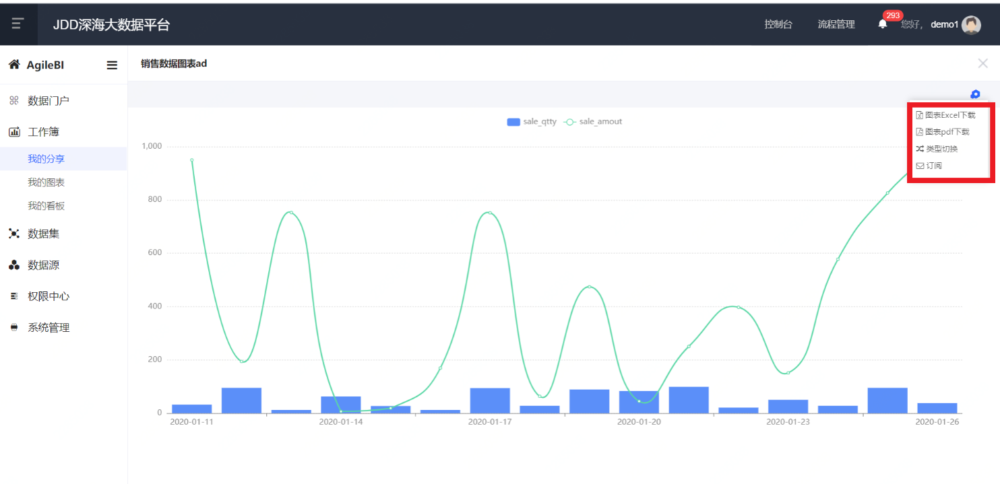 JDD深海大数据平台
控制台 流程管理 293 您好, demo1
AgileBI
销售数据图表ad
数据门户
工作簿
我的分享
我的图表
我的看板
数据集
数据源
权限中心
系统管理
图表Excel下载
图表pdf下载
类型切换
订阅
sale_qtty sale_amout
1,000
800
600
400
200
0
2020-01-11 2020-01-14 2020-01-17 2020-01-20 2020-01-23 2020-01-26